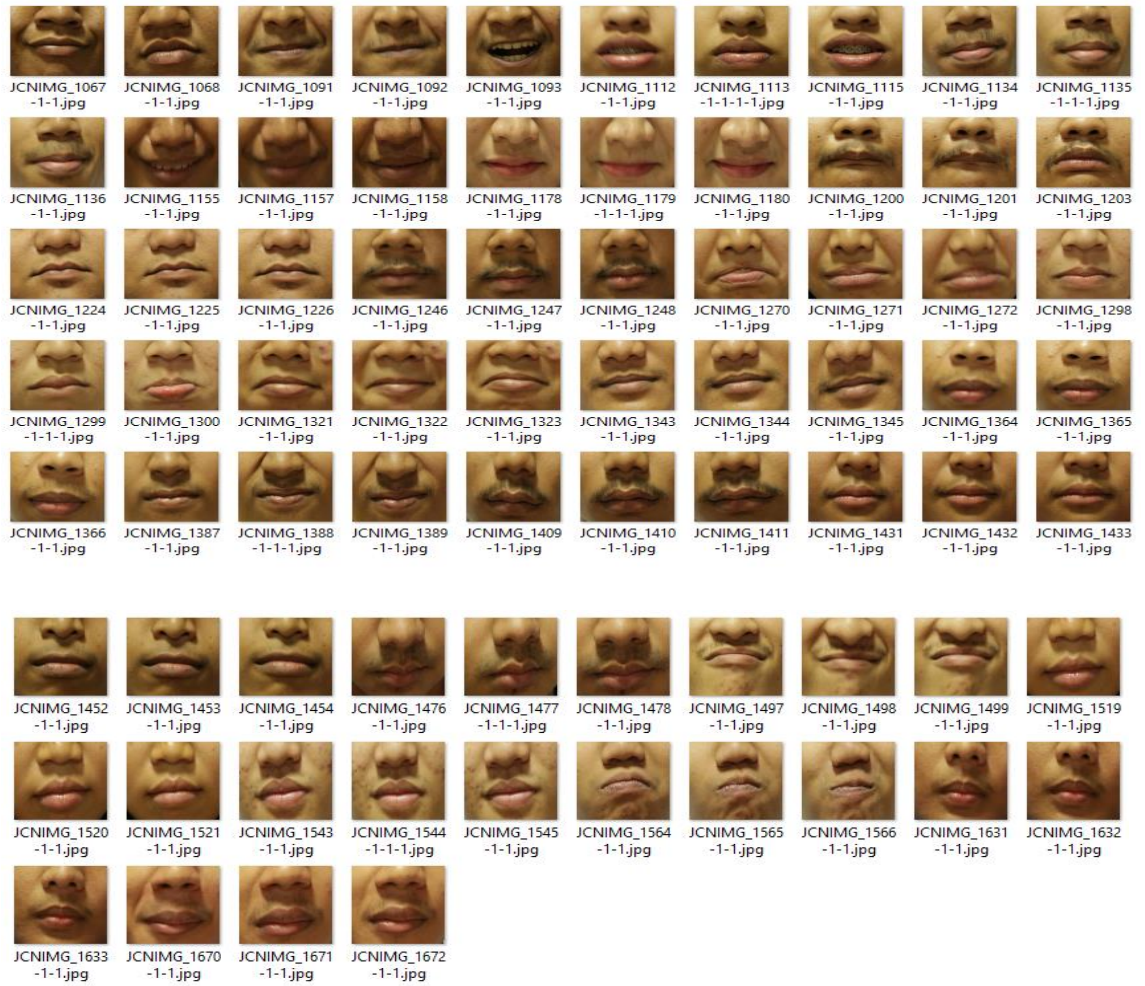 JCNIMG_1067 JCNIMG_1068 JCNIMG_1091 JCNIMG_1092 JCNIMG_1093 JCNIMG_1112 JCNIMG_1113 JCNIMG_1115 JCNIMG_1134 JCNIMG_1135
-1-1.jpg -1-1.jpg -1-1.jpg -1-1.jpg -1-1.jpg -1-1.jpg -1-1-1-1.jpg -1-1.jpg -1-1.jpg -1-1-1.jpg
JCNIMG_1136 JCNIMG_1155 JCNIMG_1157 JCNIMG_1158 JCNIMG_1178 JCNIMG_1179 JCNIMG_1180 JCNIMG_1200 JCNIMG_1201 JCNIMG_1203
-1-1.jpg -1-1.jpg -1-1.jpg -1-1.jpg -1-1.jpg -1-1-1.jpg -1-1.jpg -1-1.jpg -1-1.jpg -1-1.jpg
JCNIMG_1224 JCNIMG_1225 JCNIMG_1226 JCNIMG_1246 JCNIMG_1247 JCNIMG_1248 JCNIMG_1270 JCNIMG_1271 JCNIMG_1272 JCNIMG_1298
-1-1.jpg -1-1.jpg -1-1.jpg -1-1.jpg -1-1.jpg -1-1.jpg -1-1.jpg -1-1.jpg -1-1.jpg -1-1.jpg
JCNIMG_1299 JCNIMG_1300 JCNIMG_1321 JCNIMG_1322 JCNIMG_1323 JCNIMG_1343 JCNIMG_1344 JCNIMG_1345 JCNIMG_1364 JCNIMG_1365
-1-1-1.jpg -1-1.jpg -1-1.jpg -1-1.jpg -1-1.jpg -1-1.jpg -1-1.jpg -1-1.jpg -1-1.jpg -1-1.jpg
JCNIMG_1366 JCNIMG_1387 JCNIMG_1388 JCNIMG_1389 JCNIMG_1409 JCNIMG_1410 JCNIMG_1411 JCNIMG_1431 JCNIMG_1432 JCNIMG_1433
-1-1.jpg -1-1.jpg -1-1-1.jpg -1-1.jpg -1-1.jpg -1-1.jpg -1-1.jpg -1-1.jpg -1-1.jpg -1-1.jpg
JCNIMG_1452 JCNIMG_1453 JCNIMG_1454 JCNIMG_1476 JCNIMG_1477 JCNIMG_1478 JCNIMG_1497 JCNIMG_1498 JCNIMG_1499 JCNIMG_1519
-1-1.jpg -1-1.jpg -1-1.jpg -1-1.jpg -1-1-1.jpg -1-1.jpg -1-1.jpg -1-1.jpg -1-1.jpg -1-1.jpg
JCNIMG_1520 JCNIMG_1521 JCNIMG_1543 JCNIMG_1544 JCNIMG_1545 JCNIMG_1564 JCNIMG_1565 JCNIMG_1566 JCNIMG_1631 JCNIMG_1632
-1-1.jpg -1-1.jpg -1-1.jpg -1-1-1.jpg -1-1.jpg -1-1.jpg -1-1.jpg -1-1.jpg -1-1.jpg -1-1.jpg
JCNIMG_1633 JCNIMG_1670 JCNIMG_1671 JCNIMG_1672
-1-1.jpg -1-1.jpg -1-1.jpg -1-1.jpg